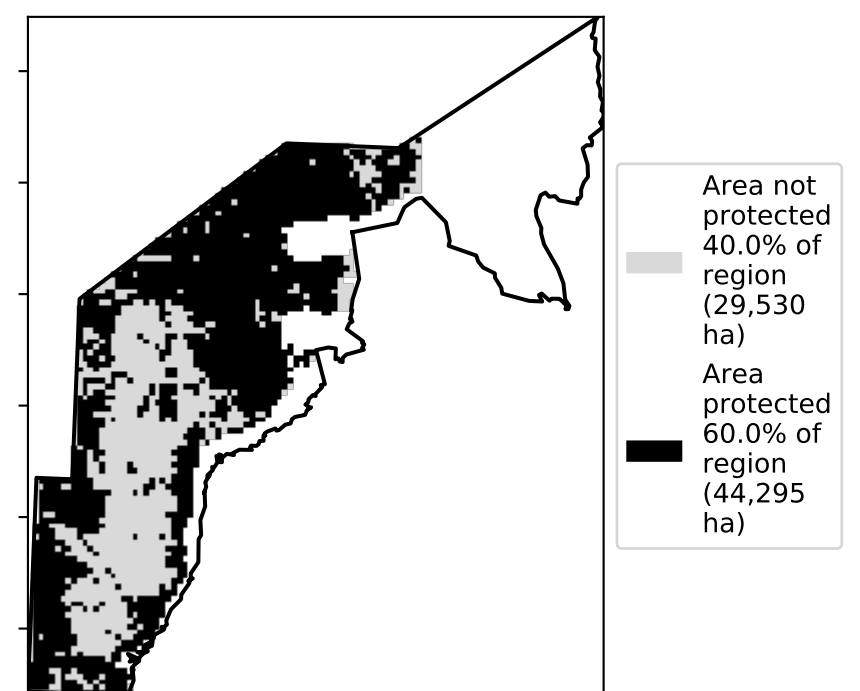 Area not
protected
40.0% of
region
(29,530
ha)
Area
protected
60.0% of
region
(44,295
ha)